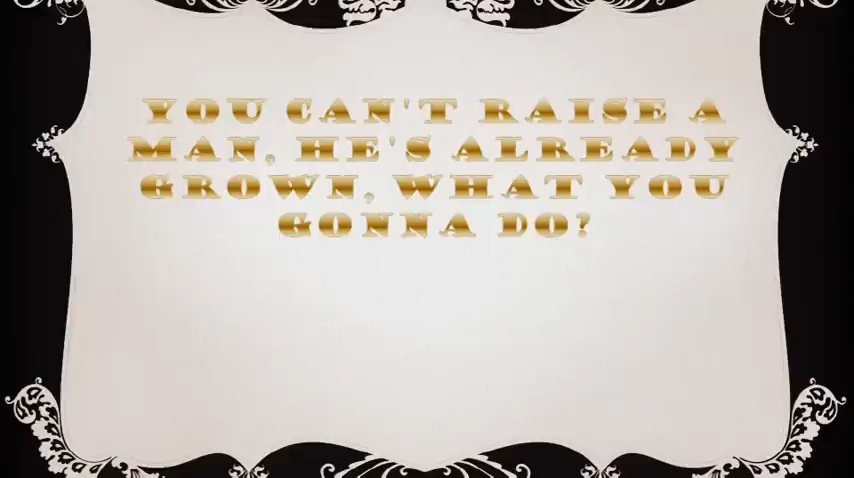 YOU CAN'T RAISE A
MAN, HE'S ALREADY
GROWN, WHAT YOU
GONNA DO?